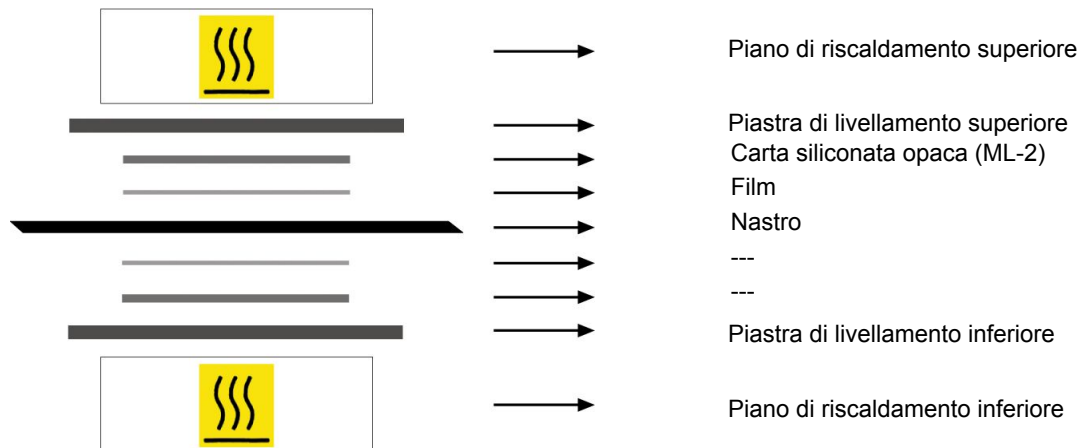 Piano di riscaldamento superiore
Piastra di livellamento superiore
Carta siliconata opaca (ML-2)
Film
Nastro
---
---
Piastra di livellamento inferiore
Piano di riscaldamento inferiore